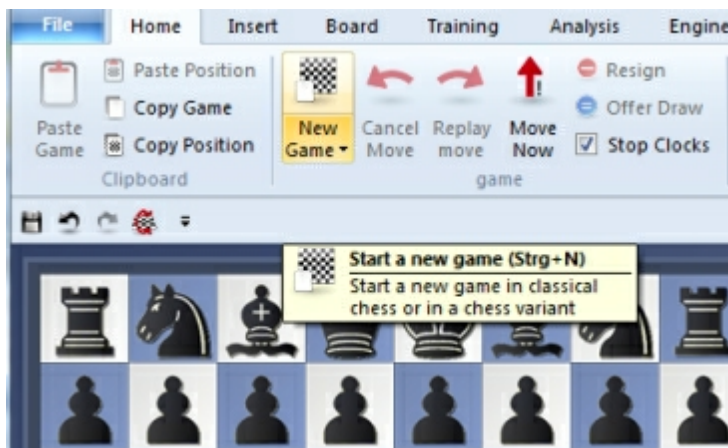 File Home Insert Board Training Analysis Engine
Paste Position
Copy Game
Copy Position
Paste
Game
Clipboard
New
Game
Cancel
Move
Replay
move
Move
Now
Resign
Offer Draw
Stop Clocks
game
Start a new game (Strg+N)
Start a new game in classical
chess or in a chess variant